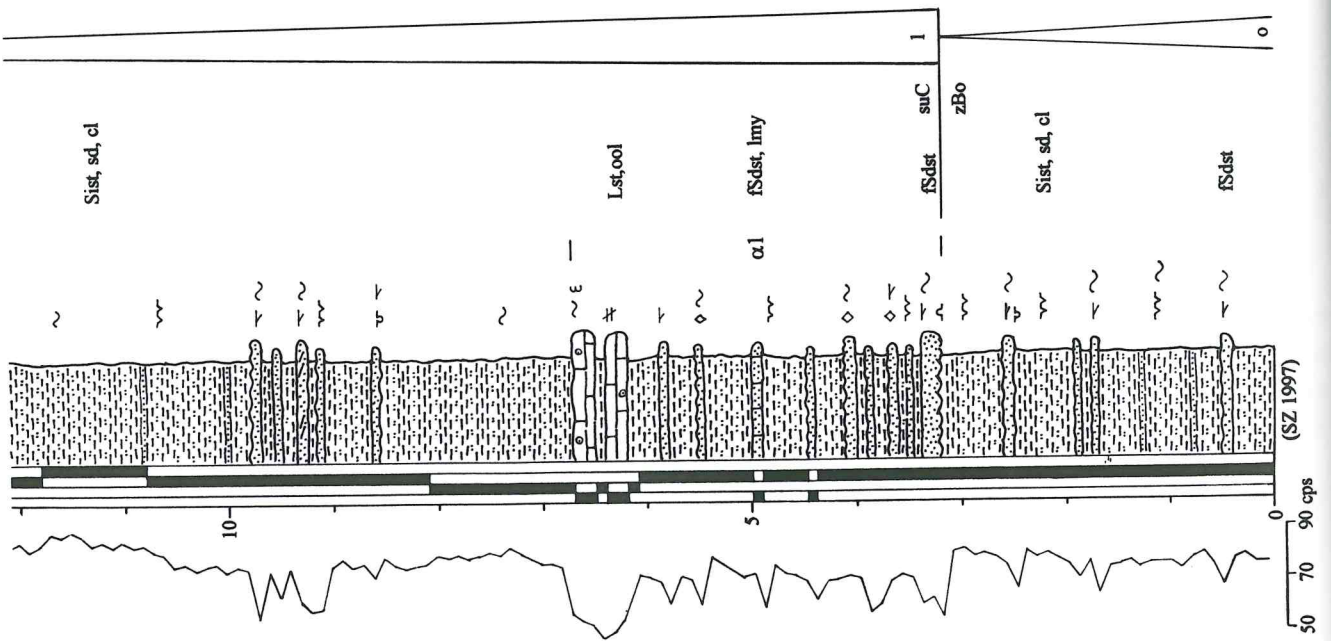 Sist, sd, cl
Lst,ool
α1 fSdst, lmy
fSdst suC 1
zBo
Sist, sd, cl
fSdst
o
(SZ 1997)
10
5
0
90 cps
70
50